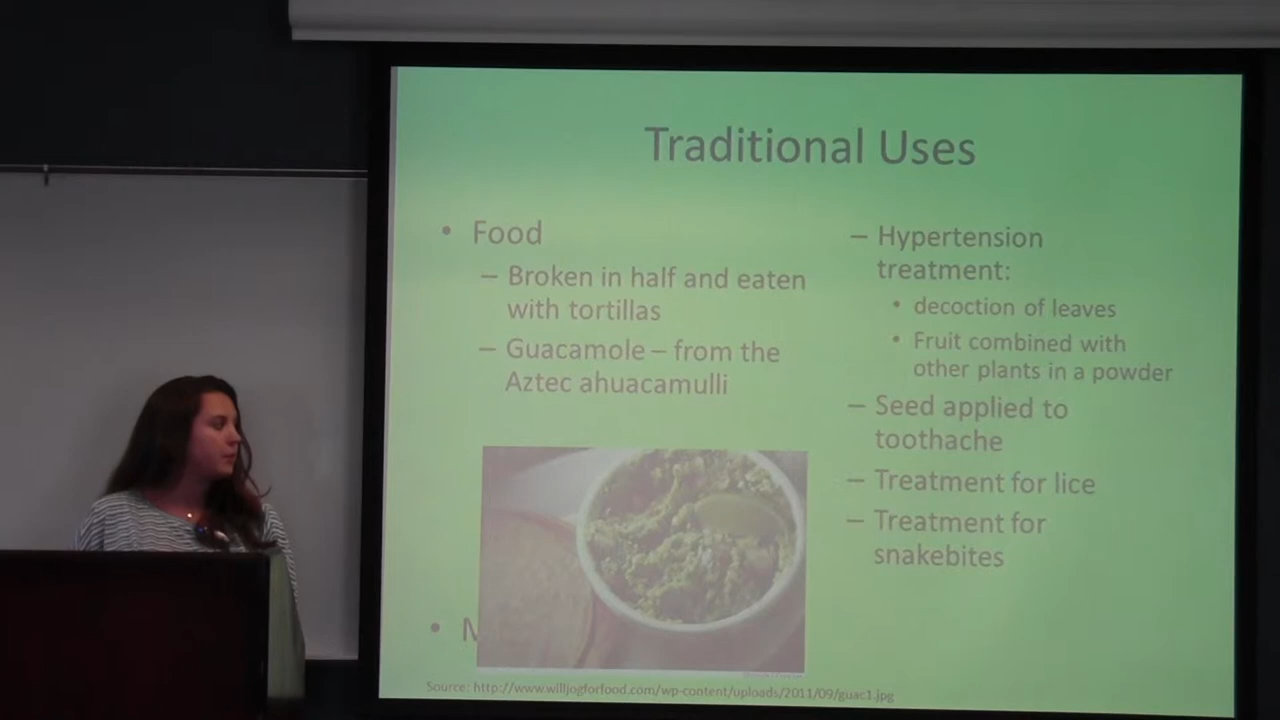 Traditional Uses
• Food
– Broken in half and eaten
with tortillas
– Guacamole – from the
Aztec ahuacamulli
• M
– Hypertension
treatment:
• decoction of leaves
• Fruit combined with
other plants in a powder
– Seed applied to
toothache
– Treatment for lice
– Treatment for
snakebites
Source: http://www.willjogforfood.com/wp-content/uploads/2011/09/guac1.jpg